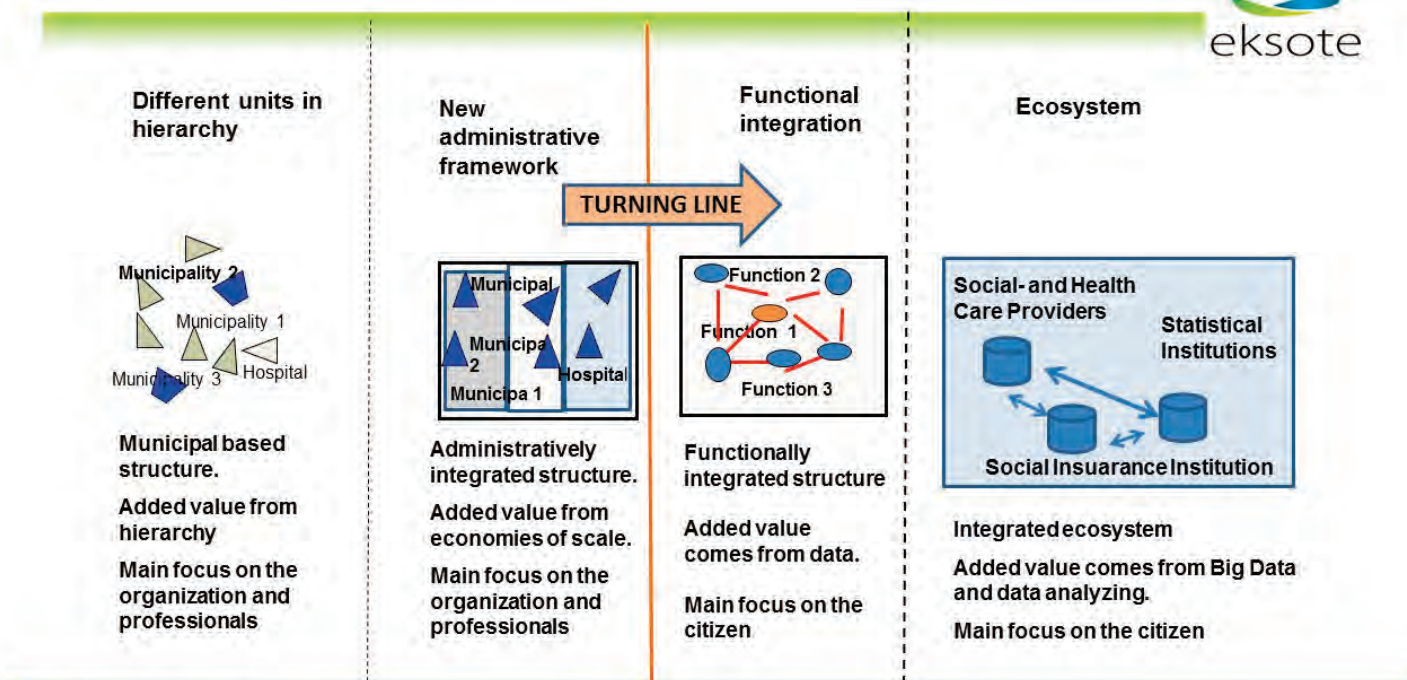 eksote
Different units in
hierarchy
Municipality 2
Municipality 1
Municipality 3
Hospital
Municipal based
structure.
Added value from
hierarchy
Main focus on the
organization and
professionals
New
administrative
framework
TURNING LINE
Municipal
Municipa
2
Hospital
Municipa 1
Administratively
integrated structure.
Added value from
economies of scale.
Main focus on the
organization and
professionals
Functional
integration
Function 2
Function 1
Function 3
Functionally
integrated structure
Added value
comes from data.
Main focus on the
citizen
Ecosystem
Social- and Health
Care Providers
Statistical
Institutions
Social Insuarance Institution
Integrated ecosystem
Added value comes from Big Data
and data analyzing.
Main focus on the citizen